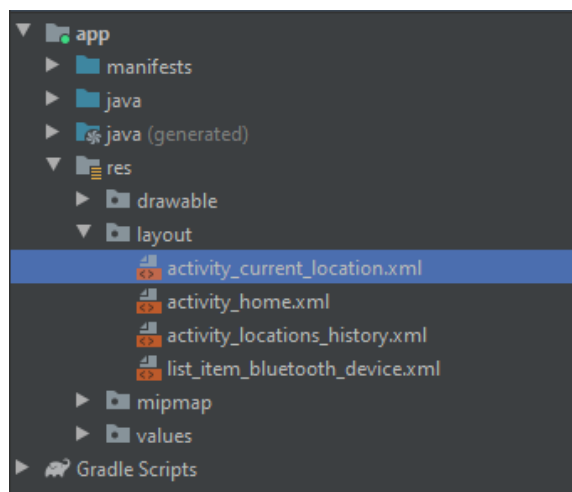 app
manifests
java
java (generated)
res
drawable
layout
activity_current_location.xml
activity_home.xml
activity_locations_history.xml
list_item_bluetooth_device.xml
mipmap
values
Gradle Scripts